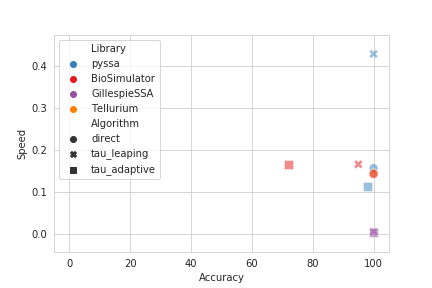 Library
pyssa
BioSimulator
GillespieSSA
Tellurium
Algorithm
direct
tau_leaping
tau_adaptive
Speed
0.4
0.3
0.2
0.1
0.0
0 20 40 60 80 100
Accuracy